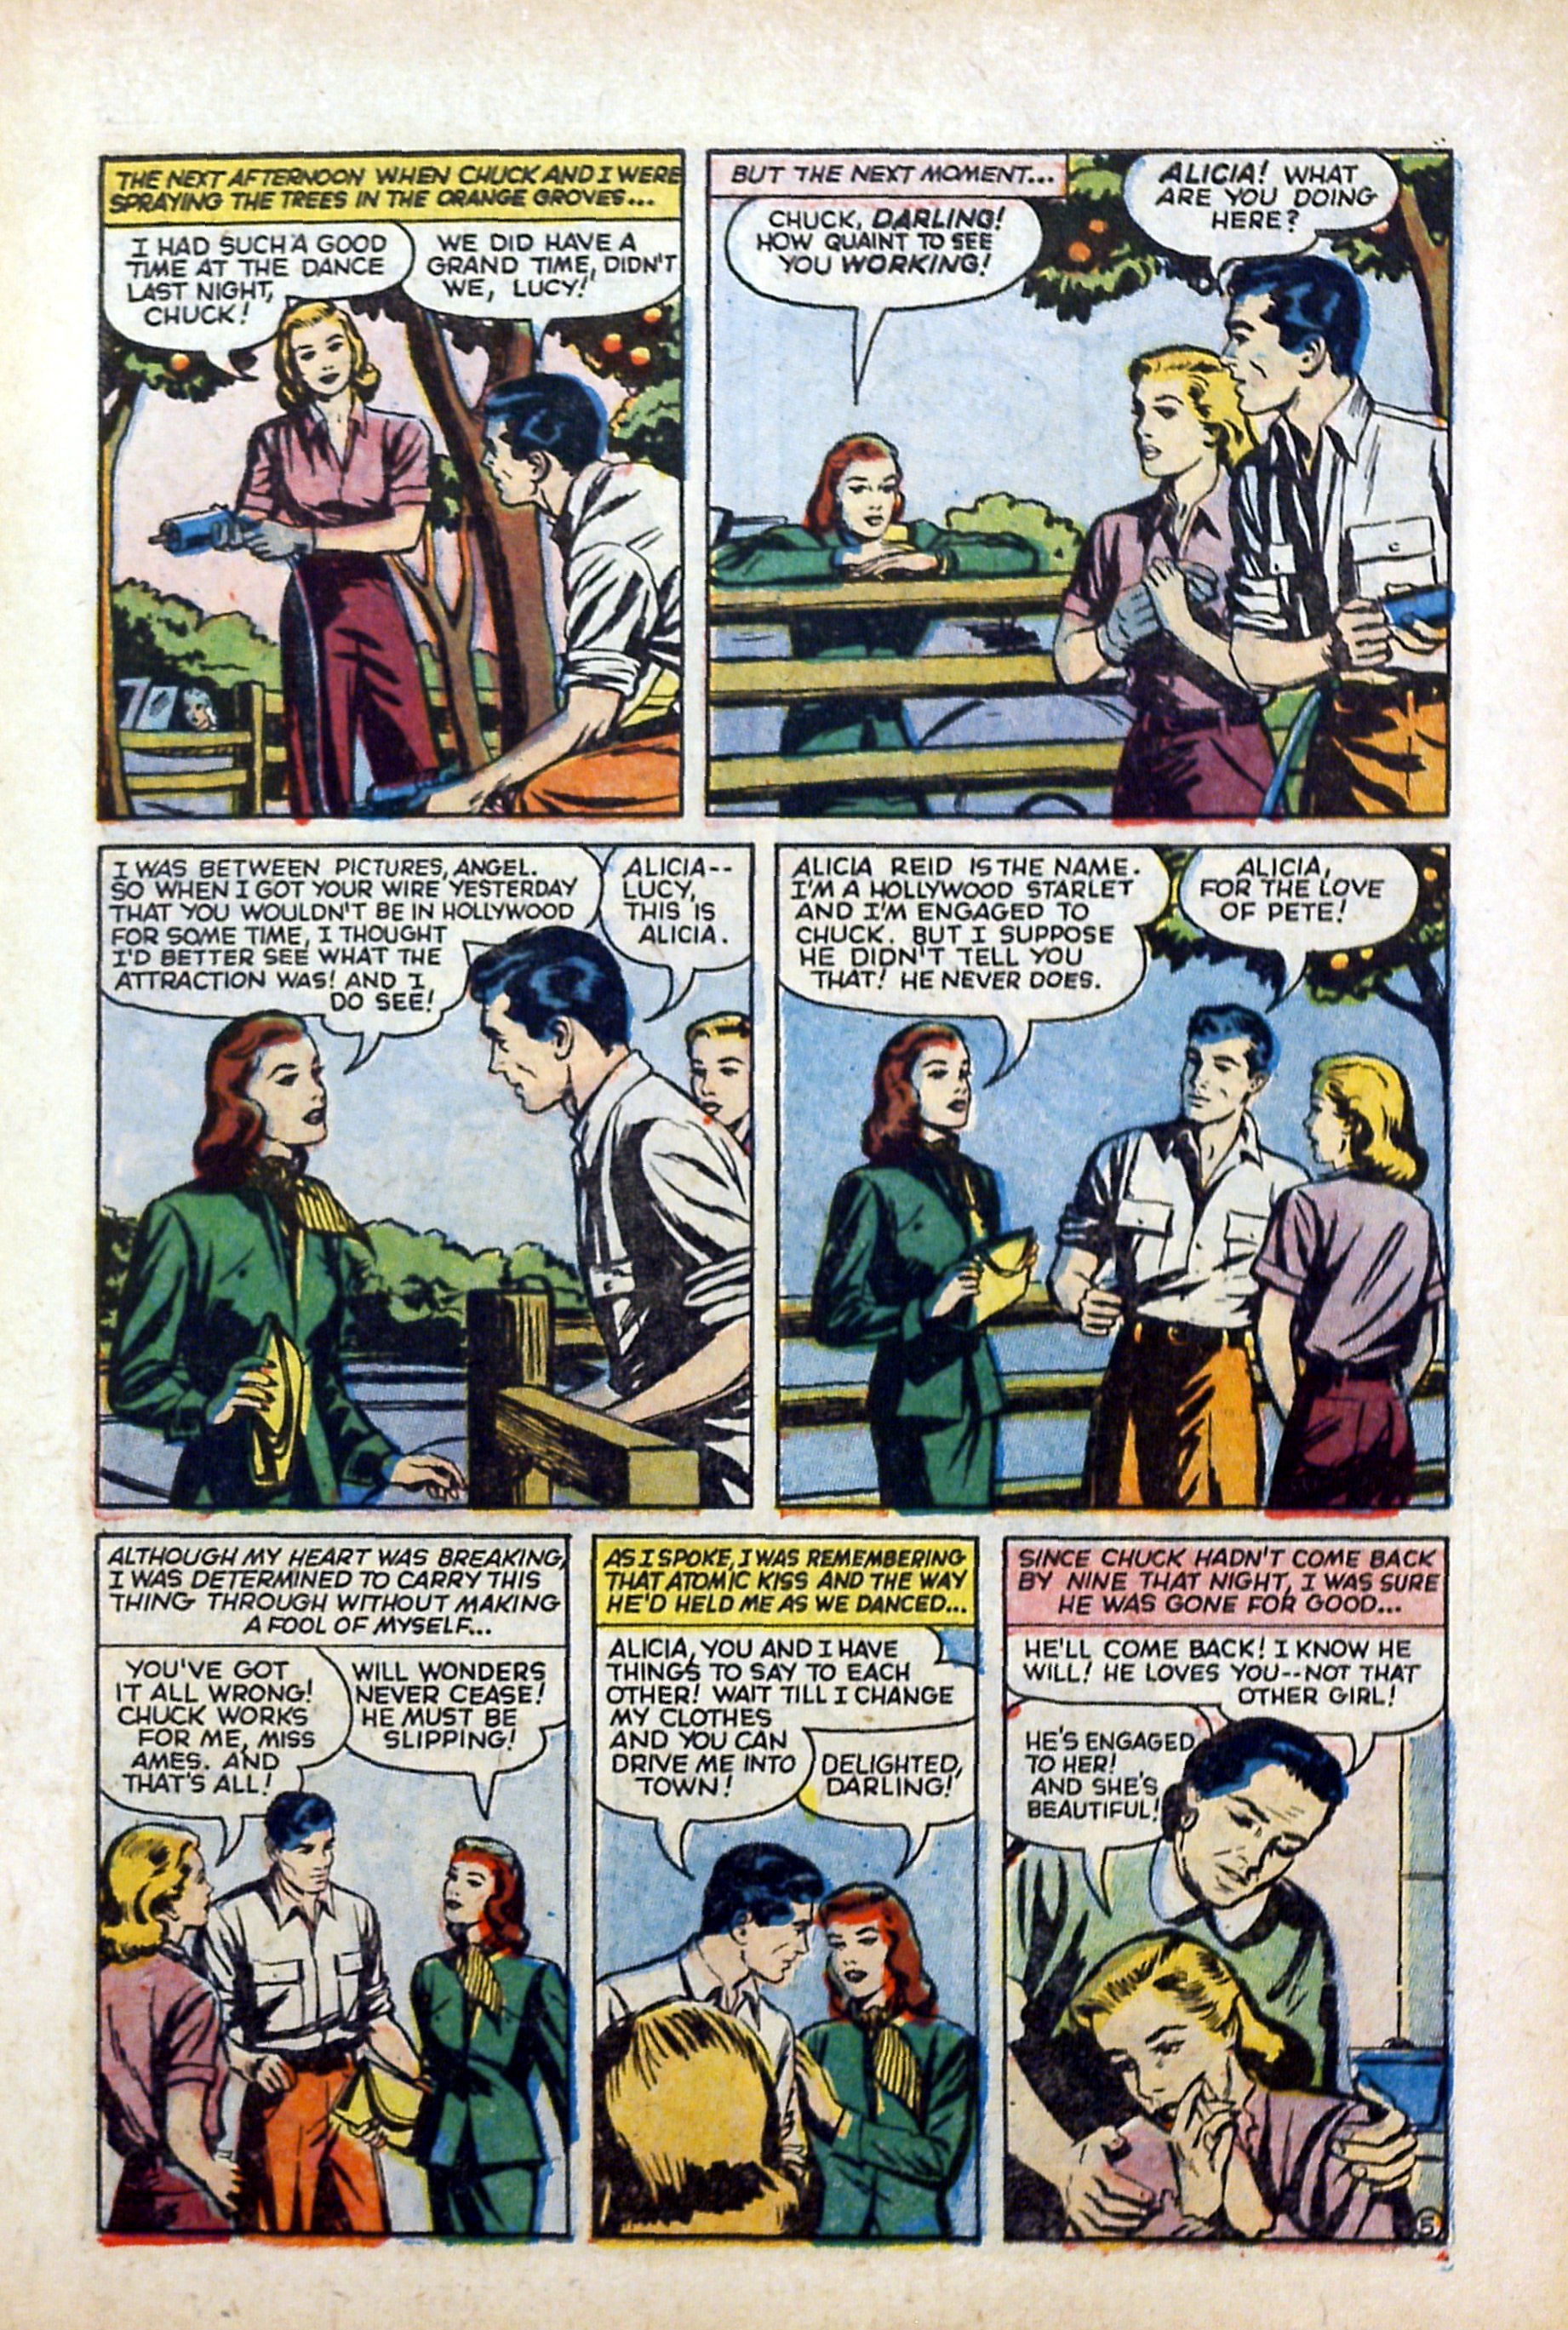 THE NEXT AFTERNOON WHEN CHUCK AND I WERE
SPRAYING THE TREES IN THE ORANGE GROVES...
I HAD SUCH A GOOD
TIME AT THE DANCE
LAST NIGHT,
CHUCK!
WE DID HAVE A
GRAND TIME, DIDN'T
WE, LUCY!
BUT THE NEXT MOMENT...
CHUCK, DARLING!
HOW QUAINT TO SEE
YOU WORKING!
ALICIA! WHAT
ARE YOU DOING
HERE?
I WAS BETWEEN PICTURES, ANGEL.
SO WHEN I GOT YOUR WIRE YESTERDAY
THAT YOU WOULDN'T BE IN HOLLYWOOD
FOR SOME TIME, I THOUGHT
I'D BETTER SEE WHAT THE
ATTRACTION WAS! AND I
DO SEE!
ALICIA--
LUCY,
THIS IS
ALICIA.
ALICIA REID IS THE NAME.
I'M A HOLLYWOOD STARLET
AND I'M ENGAGED TO
CHUCK. BUT I SUPPOSE
HE DIDN'T TELL YOU
THAT! HE NEVER DOES.
ALICIA,
FOR THE LOVE
OF PETE!
ALTHOUGH MY HEART WAS BREAKING,
I WAS DETERMINED TO CARRY THIS
THING THROUGH WITHOUT MAKING
A FOOL OF MYSELF...
YOU'VE GOT
IT ALL WRONG!
CHUCK WORKS
FOR ME, MISS
AMES. AND
THAT'S ALL!
WILL WONDERS
NEVER CEASE!
HE MUST BE
SLIPPING!
AS I SPOKE, I WAS REMEMBERING
THAT ATOMIC KISS AND THE WAY
HE'D HELD ME AS WE DANCED...
ALICIA, YOU AND I HAVE
THINGS TO SAY TO EACH
OTHER! WAIT TILL I CHANGE
MY CLOTHES
AND YOU CAN
DRIVE ME INTO
TOWN!
DELIGHTED,
DARLING!
SINCE CHUCK HADN'T COME BACK
BY NINE THAT NIGHT, I WAS SURE
HE WAS GONE FOR GOOD...
HE'LL COME BACK! I KNOW HE
WILL! HE LOVES YOU--NOT THAT
OTHER GIRL!
HE'S ENGAGED
TO HER!
AND SHE'S
BEAUTIFUL!
5